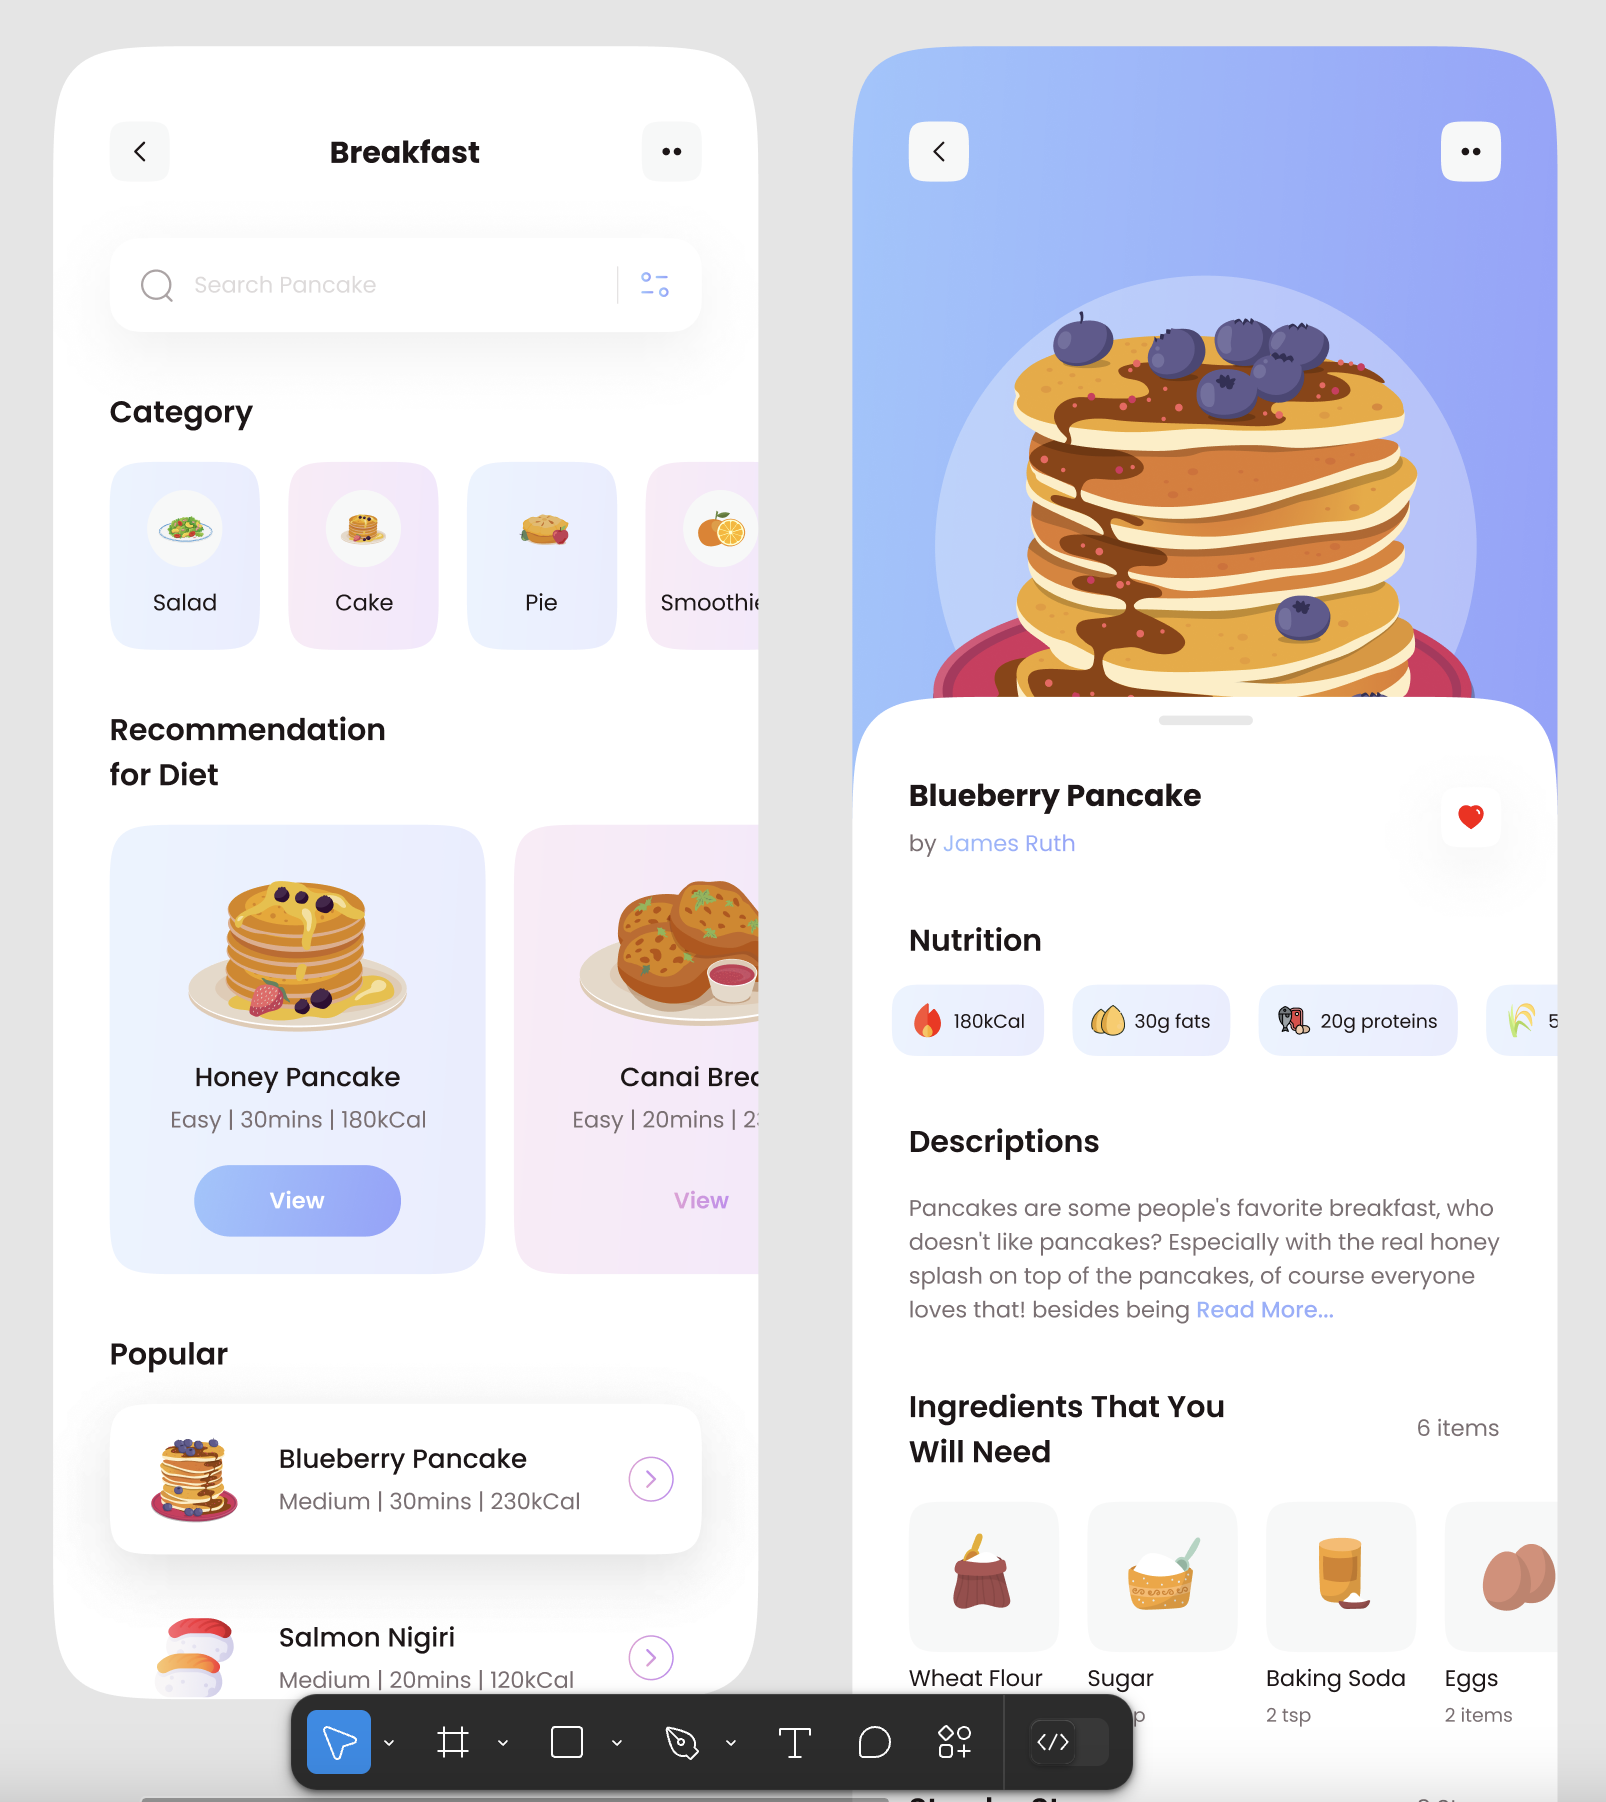 Breakfast
Search Pancake
Category
Salad
Cake
Pie
Smoothie
Recommendation
for Diet
Honey Pancake
Easy | 30mins | 180kCal
View
Canai Brea
Easy | 20mins | 2
View
Popular
Blueberry Pancake
Medium | 30mins | 230kCal
Salmon Nigiri
Medium | 20mins | 120kCal
Blueberry Pancake
by James Ruth
Nutrition
180kCal
30g fats
20g proteins
5
Descriptions
Pancakes are some people's favorite breakfast, who
doesn't like pancakes? Especially with the real honey
splash on top of the pancakes, of course everyone
loves that! besides being Read More...
Ingredients That You
Will Need
6 items
Wheat Flour
Sugar
p
Baking Soda
2 tsp
Eggs
2 items